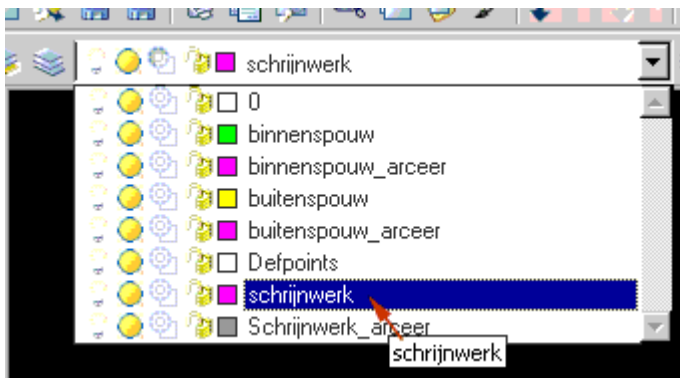 schrijnwerk
0
binnenspouw
binnenspouw_arceer
buitenspouw
buitenspouw_arceer
Defpoints
schrijnwerk
Schrijnwerk_arceer
schrijnwerk